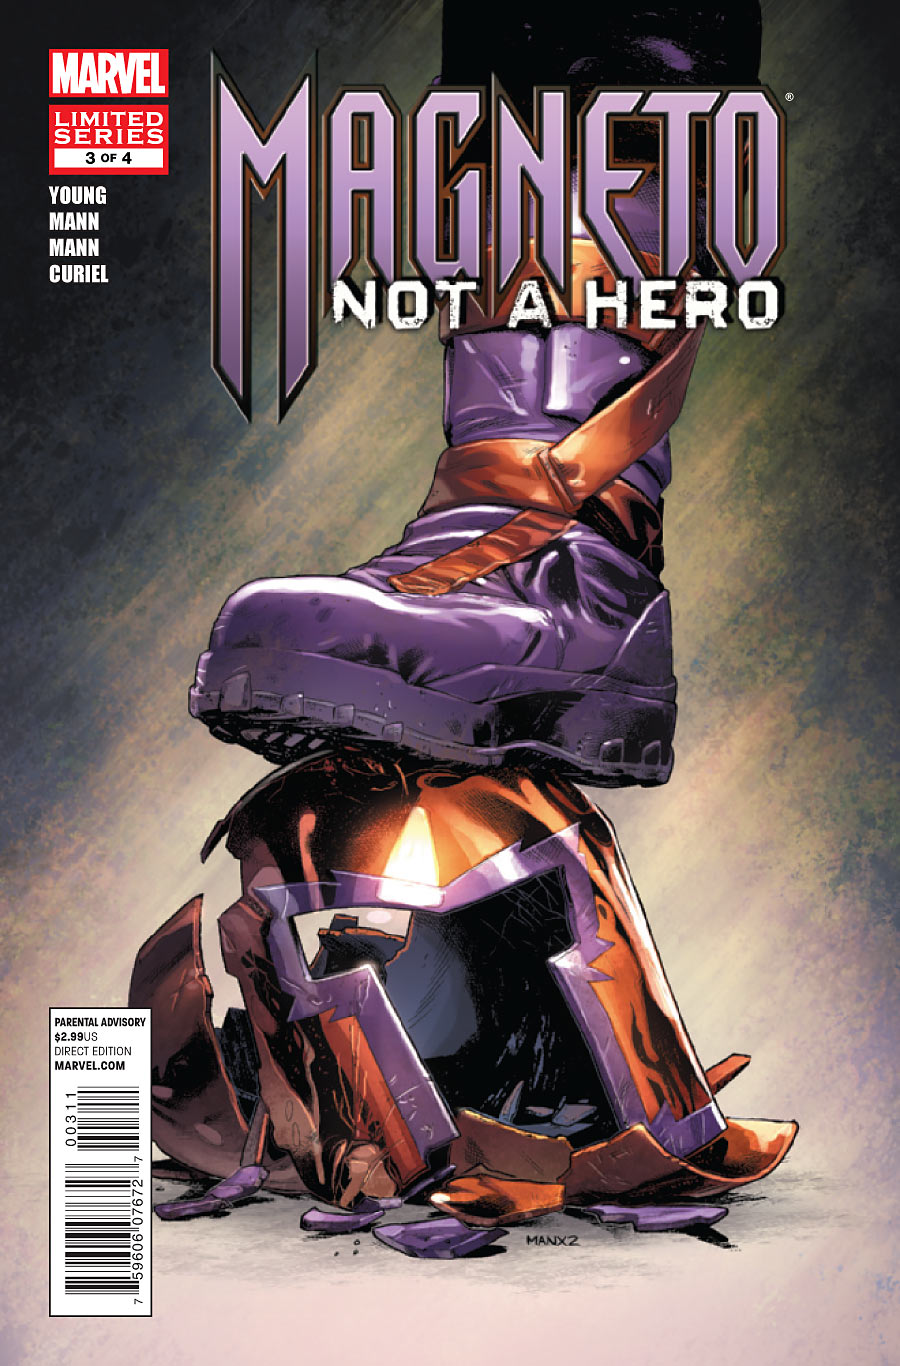 MARVEL
LIMITED
SERIES
3 OF 4
YOUNG
MANN
MANN
CURIEL
MAGNETO®
NOT A HERO
PARENTAL ADVISORY
$2.99US
DIRECT EDITION
MARVEL.COM
00311
7 59606 07672 7
MANX2